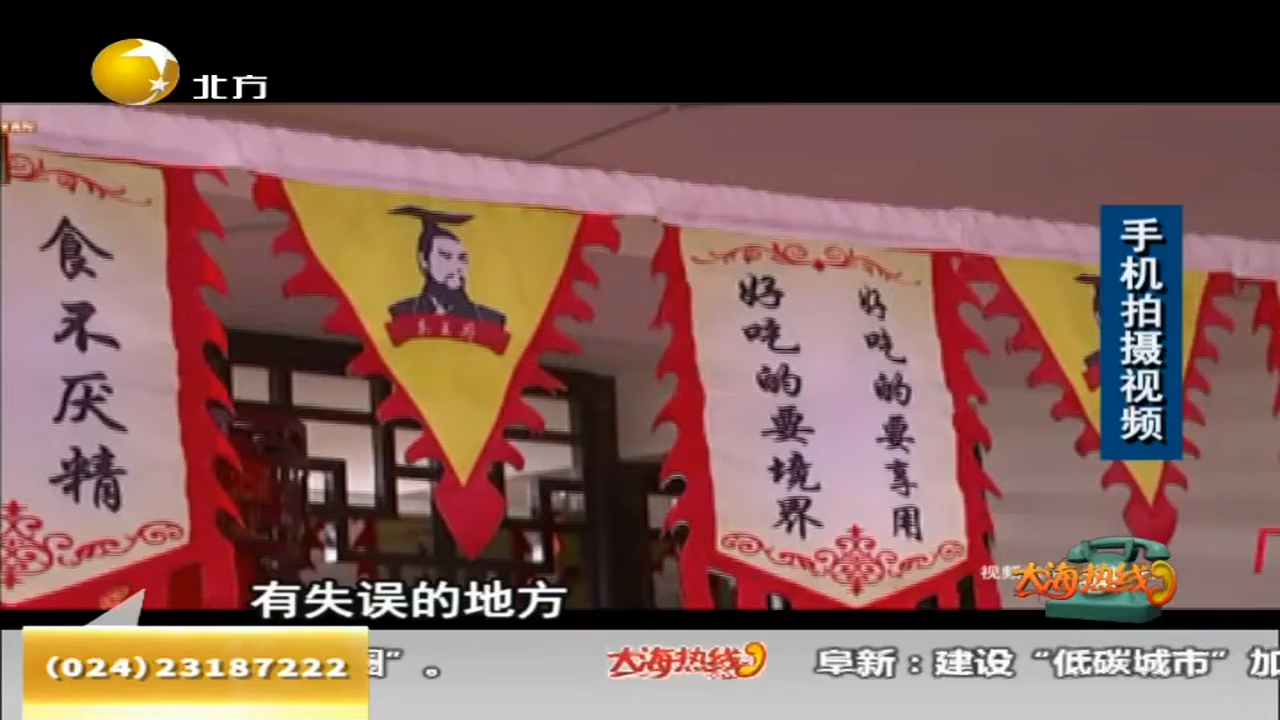 北方
食不厌精
好吃的要享用
好吃的要境界
手机拍摄视频
视频
大海热线
有失误的地方
(024)23187222
”。
大海热线
阜新：建设“低碳城市”加